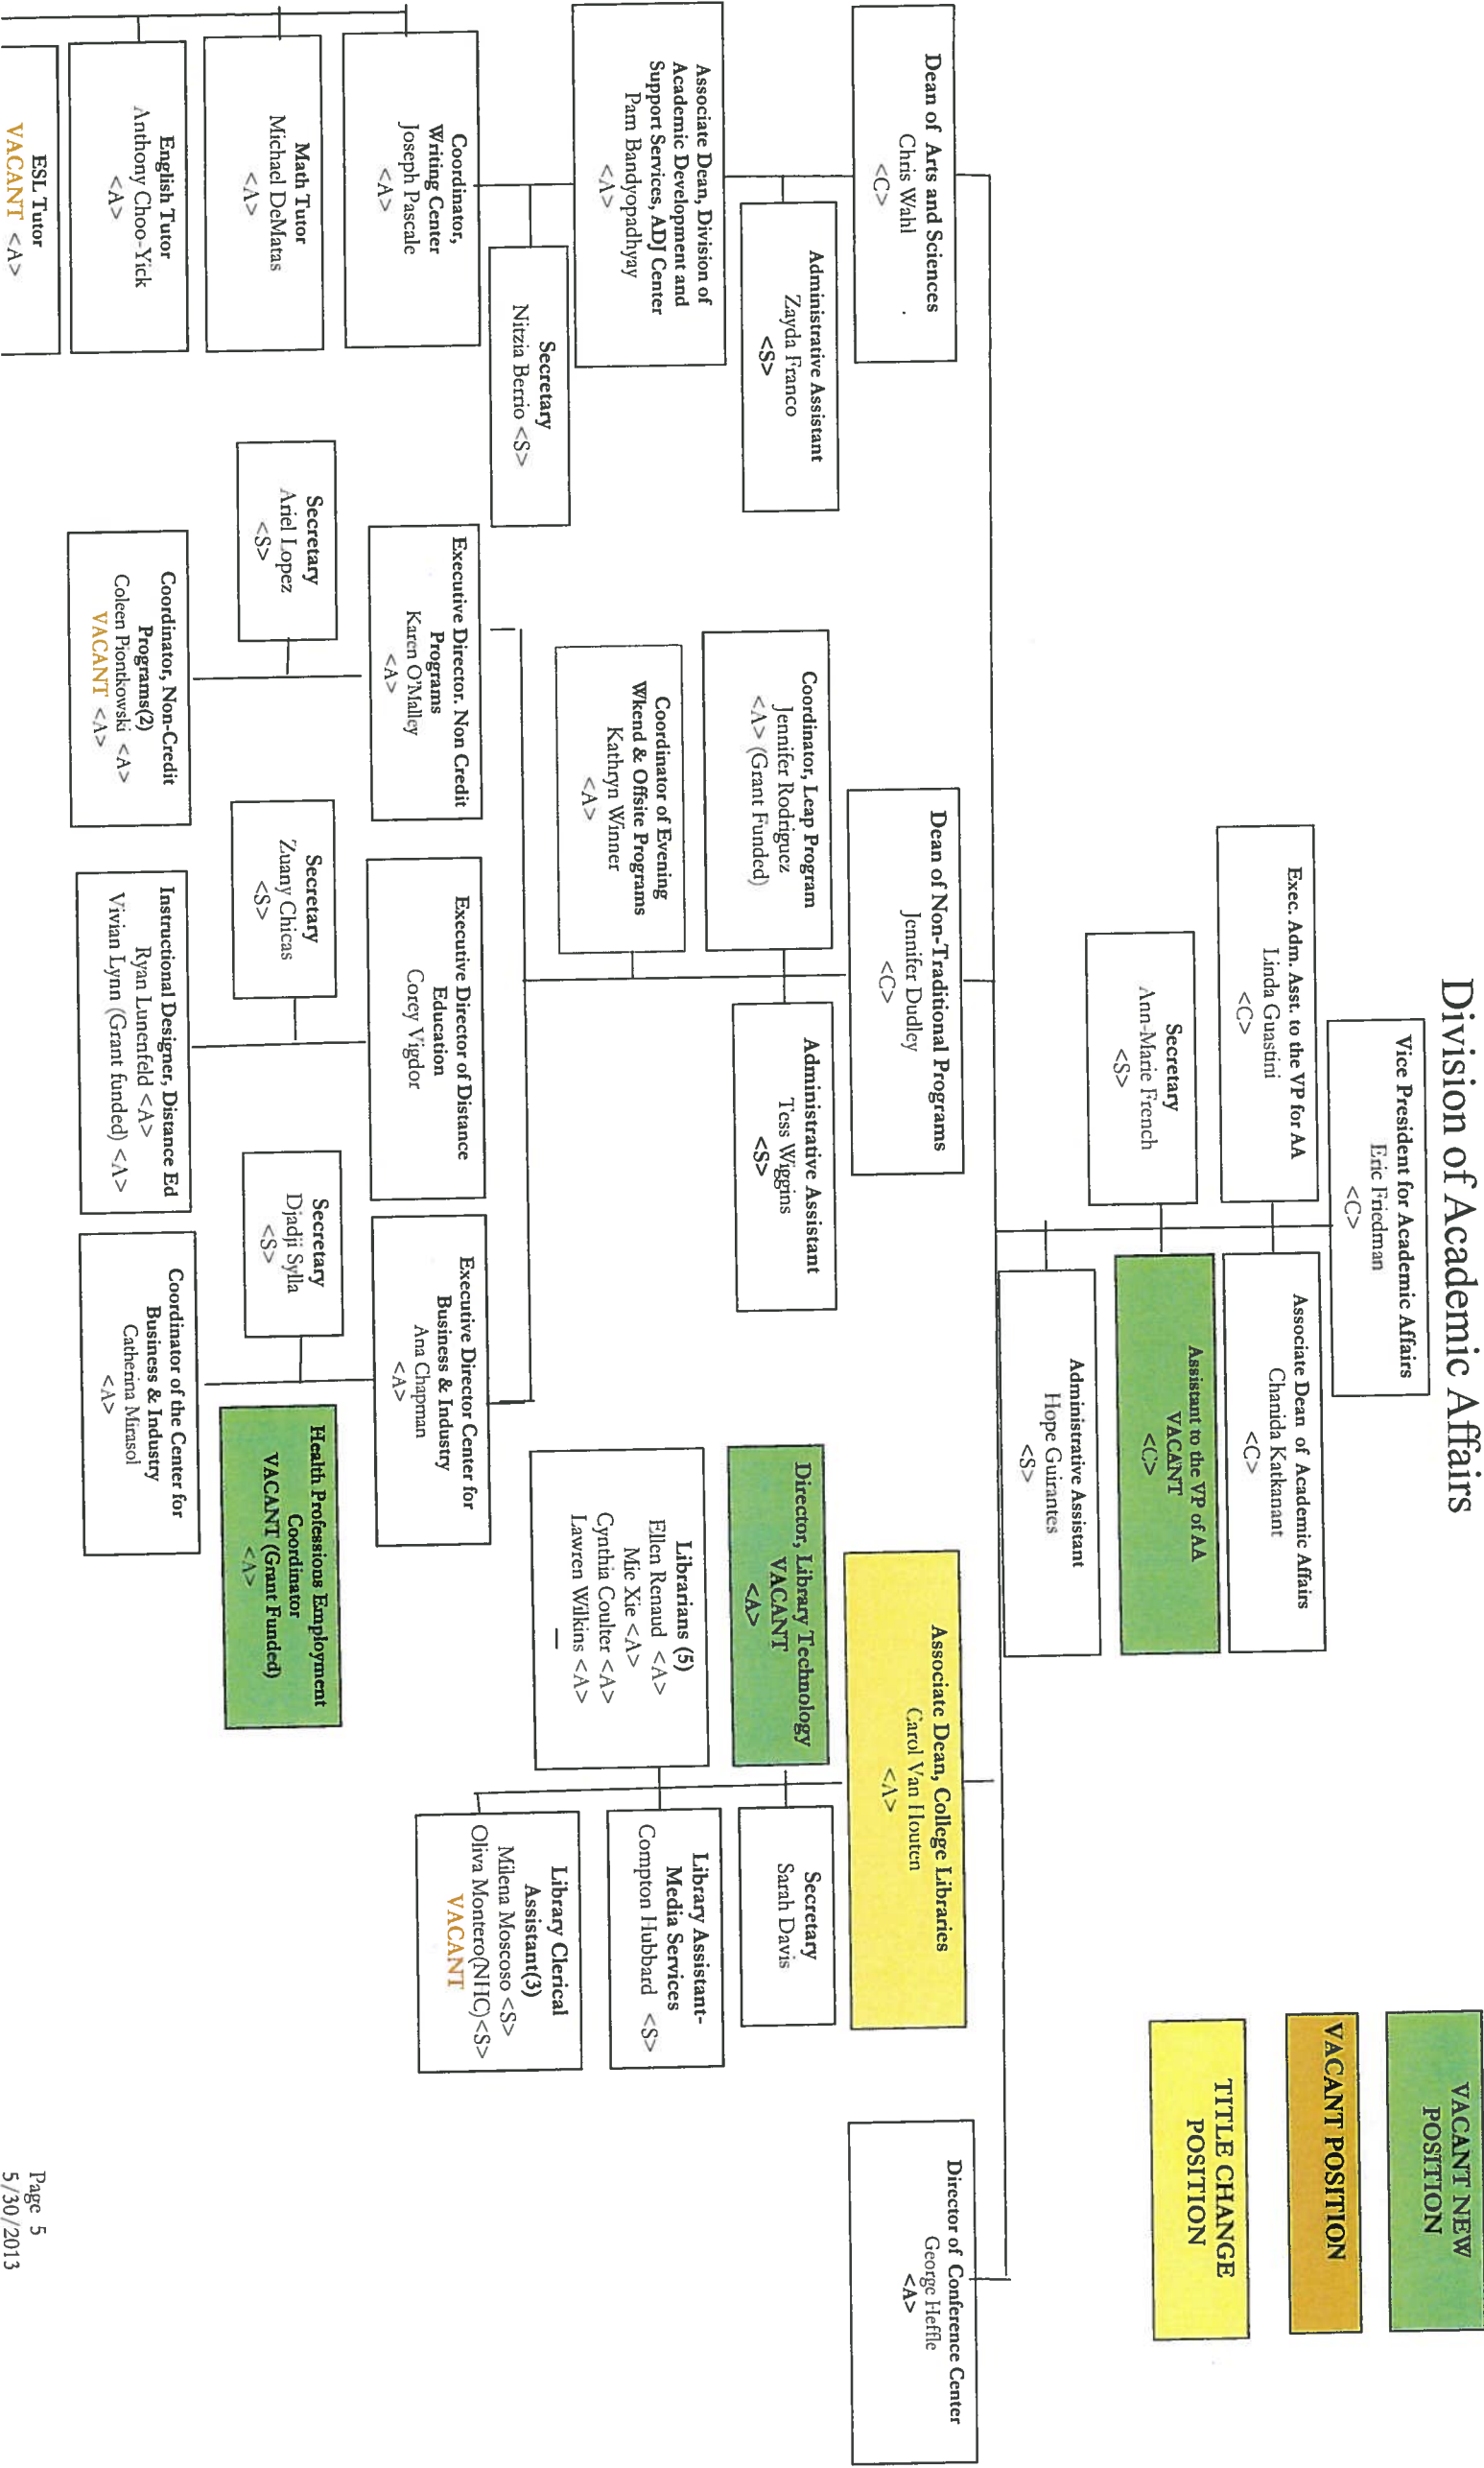 Division of Academic Affairs
VACANT NEW
POSITION
VACANT POSITION
TITLE CHANGE
POSITION
Vice President for Academic Affairs
Eric Friedman
<C>
Exec. Adm. Asst. to the VP for AA
Linda Guastini
<C>
Associate Dean of Academic Affairs
Chanida Katkanant
<C>
Secretary
Ann-Marie French
<S>
Assistant to the VP of AA
VACANT
<C>
Administrative Assistant
Hope Guirantes
<S>
Dean of Arts and Sciences
Chris Wahl
<C>
Administrative Assistant
Zayda Franco
<S>
Associate Dean, Division of
Academic Development and
Support Services, ADJ Center
Pam Bandyopadhyay
<A>
Secretary
Nitzia Berrio <S>
Coordinator,
Writing Center
Joseph Pascale
<A>
Math Tutor
Michael DeMatas
<A>
English Tutor
Anthony Choo-Yick
<A>
ESL Tutor
VACANT <A>
Dean of Non-Traditional Programs
Jennifer Dudley
<C>
Coordinator, Leap Program
Jennifer Rodriguez
<A> (Grant Funded)
Administrative Assistant
Tess Wiggins
<S>
Coordinator of Evening
Wkend & Offsite Programs
Kathryn Winner
<A>
Executive Director. Non Credit
Programs
Karen O'Malley
<A>
Secretary
Ariel Lopez
<S>
Coordinator, Non-Credit
Programs(2)
Coleen Piontkowski <A>
VACANT <A>
Executive Director of Distance
Education
Corey Vigdor
Secretary
Zuany Chicas
<S>
Instructional Designer, Distance Ed
Ryan Lunenfeld <A>
Vivian Lynn (Grant funded) <A>
Executive Director Center for
Business & Industry
Ana Chapman
<A>
Secretary
Djadji Sylla
<S>
Health Professions Employment
Coordinator
VACANT (Grant Funded)
<A>
Coordinator of the Center for
Business & Industry
Catherina Mirasol
<A>
Associate Dean, College Libraries
Carol Van Houten
<A>
Director, Library Technology
VACANT
<A>
Secretary
Sarah Davis
Librarians (5)
Ellen Renaud <A>
Mie Xie <A>
Cynthia Coulter <A>
Lawren Wilkins <A>
Library Assistant-
Media Services
Compton Hubbard <S>
Library Clerical
Assistant(3)
Milena Moscoso <S>
Oliva Montero(NHC)<S>
VACANT
Director of Conference Center
George Heffle
<A>
Page 5
5/30/2013